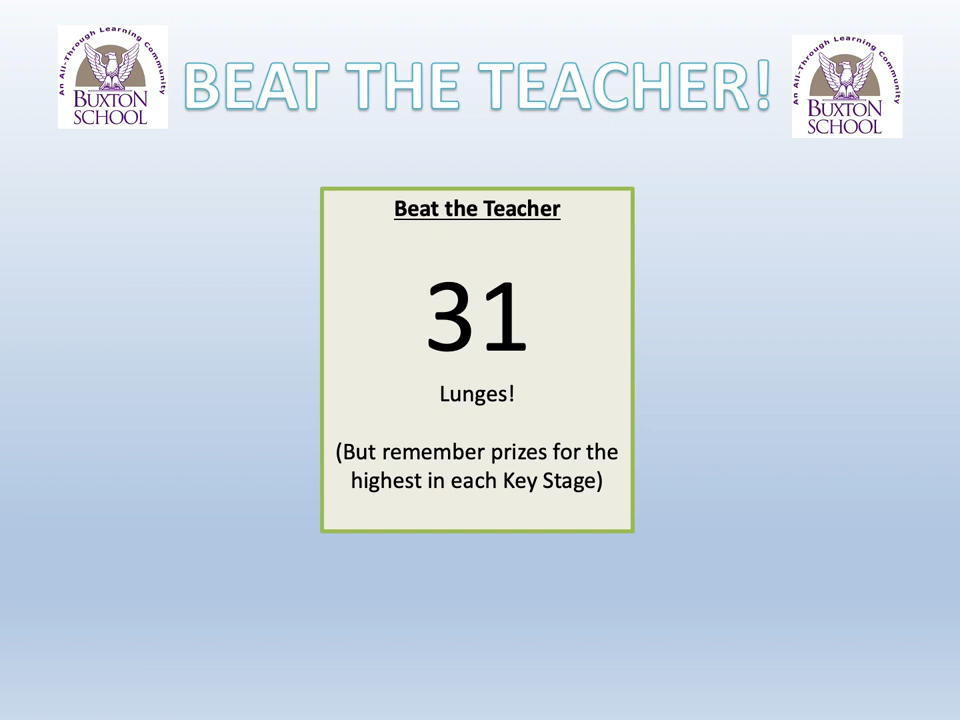 An All-Through Learning Community
BUXTON
SCHOOL
BEAT THE TEACHER!
An All-Through Learning Community
BUXTON
SCHOOL
Beat the Teacher
31
Lunges!
(But remember prizes for the
highest in each Key Stage)